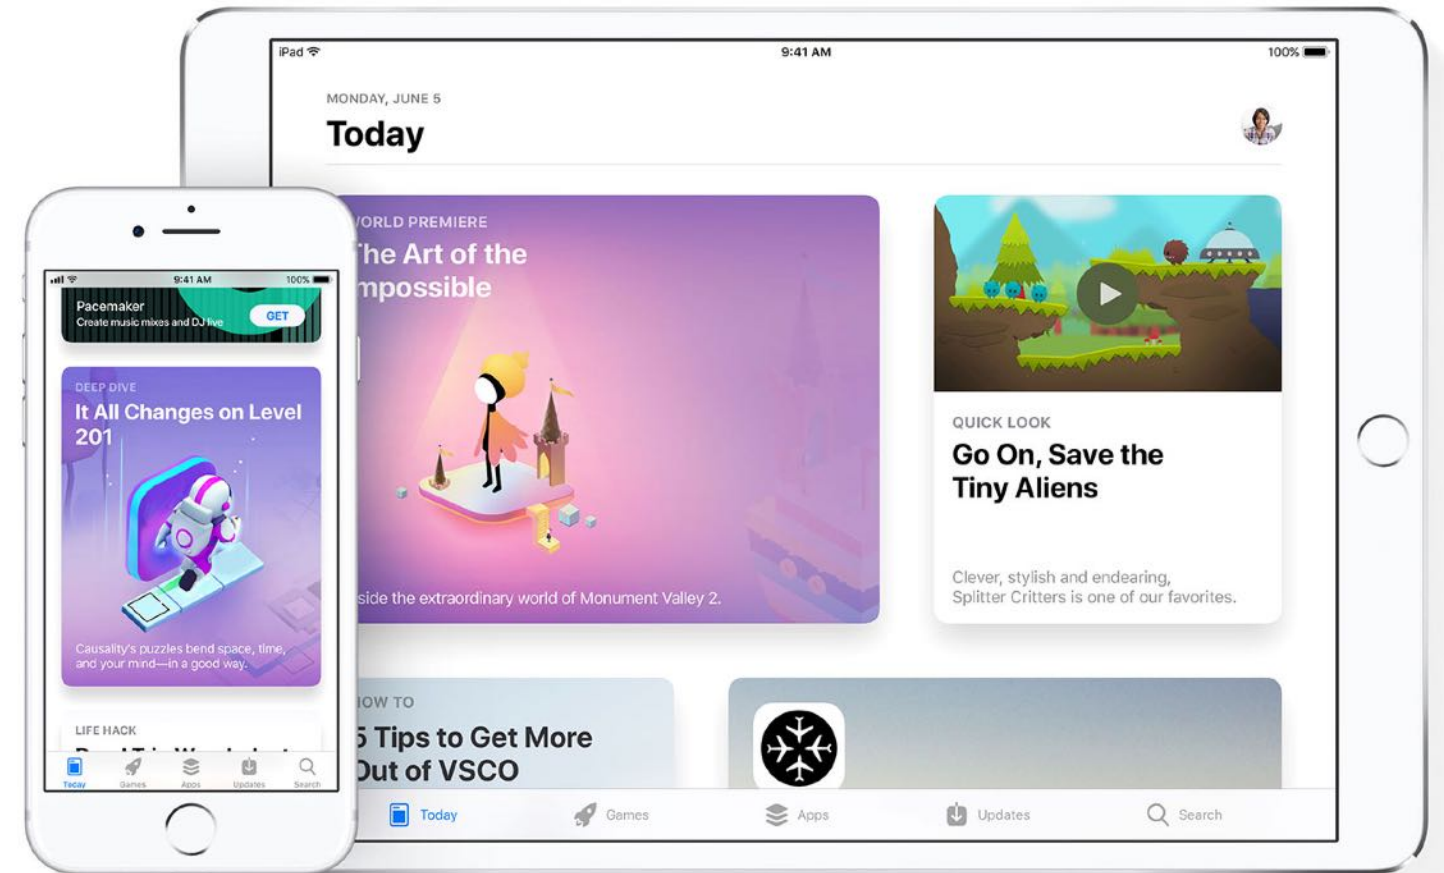 iPad
9:41 AM
100%
MONDAY, JUNE 5
Today
WORLD PREMIERE
The Art of the
mpossible
side the extraordinary world of Monument Valley 2.
QUICK LOOK
Go On, Save the
Tiny Aliens
Clever, stylish and endearing,
Splitter Critters is one of our favorites.
HOW TO
5 Tips to Get More
Out of VSCO
Today
Games
Apps
Updates
Search
9:41 AM
100%
Pacemaker
Create music mixes and DJ live
GET
DEEP DIVE
It All Changes on Level
201
Causality's puzzles bend space, time,
and your mind—in a good way.
LIFE HACK
Today
Games
Apps
Updates
Search